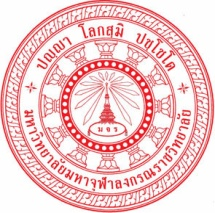 ปญฺญา โลกสฺมิ ปชฺโชโต
ม จ ร
มหาวิทยาลัยมหาจุฬาลงกรณราชวิทยาลัย